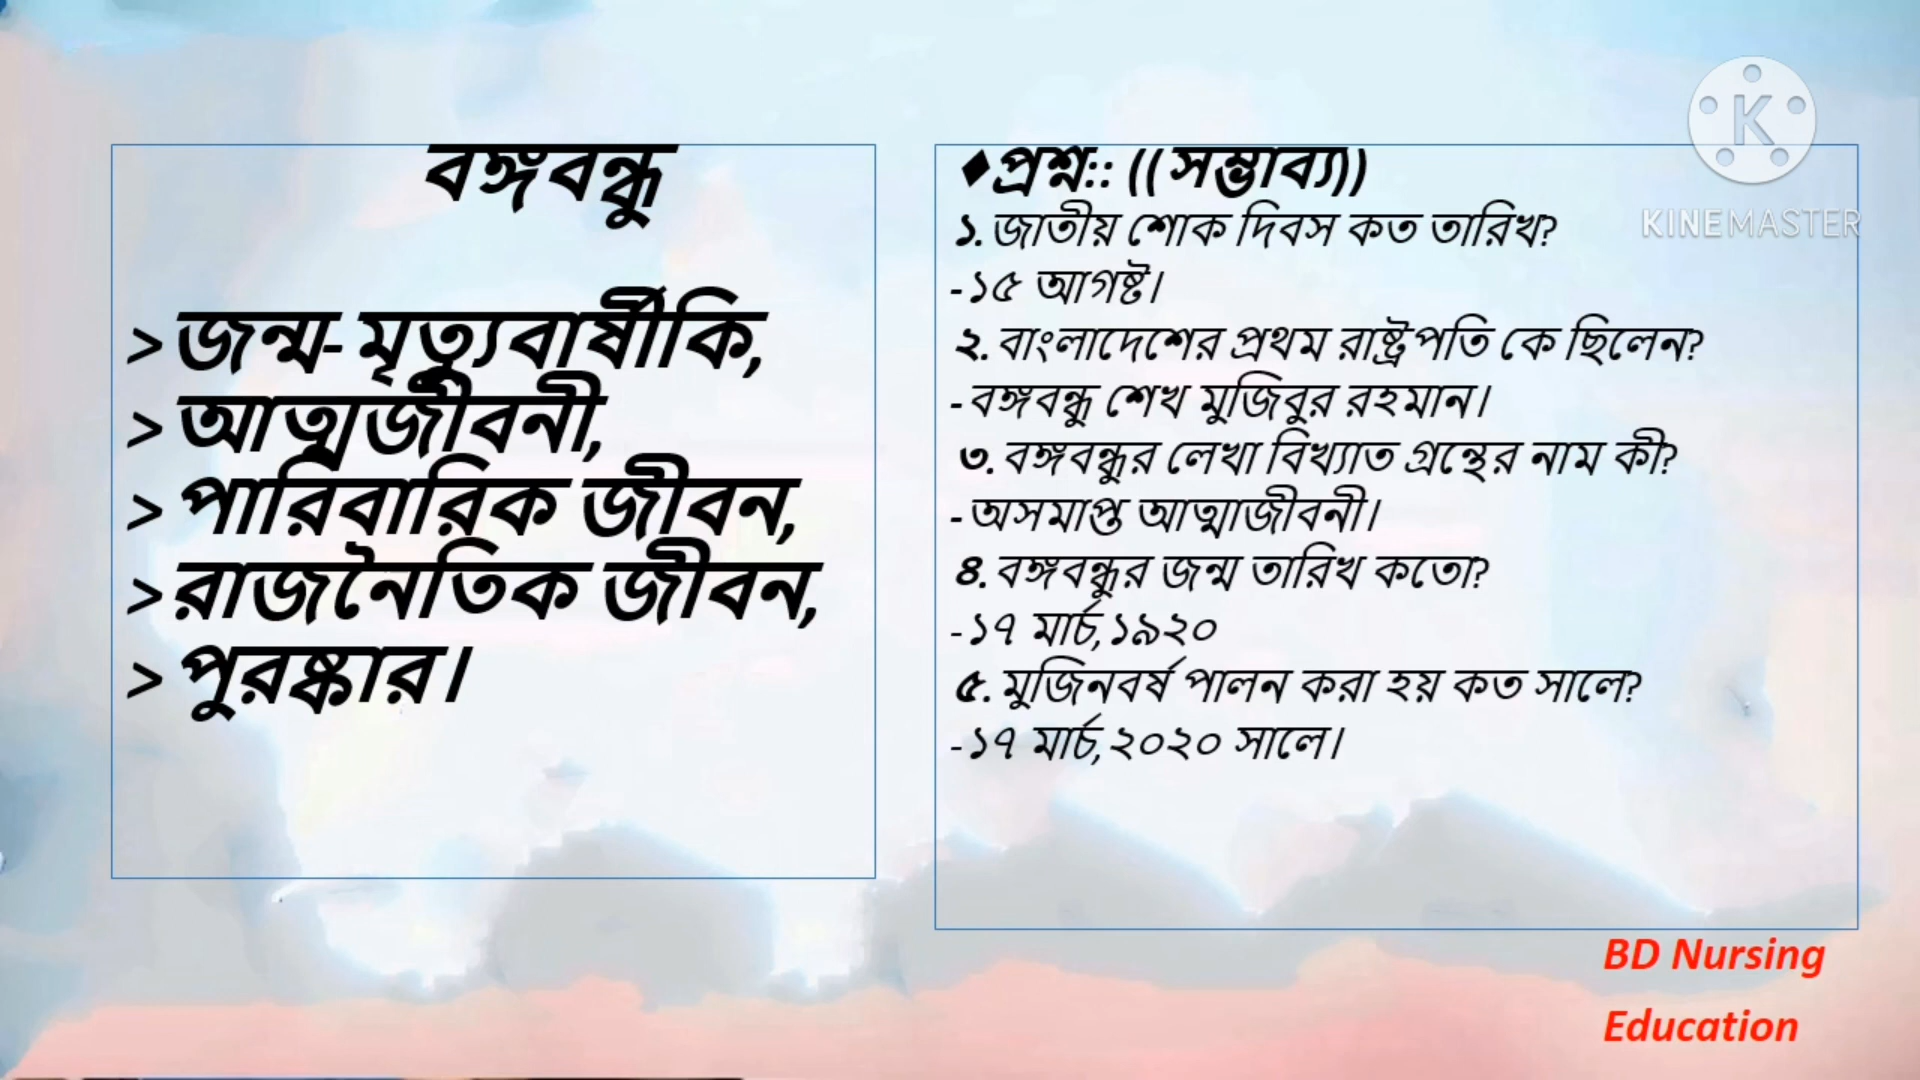 বঙ্গবন্ধু
> জন্ম- মৃত্যুবার্ষীকি,
> আত্মজীবনী,
> পারিবারিক জীবন,
> রাজনৈতিক জীবন,
> পুরষ্কার।
♦প্রশ্ন:: ((সম্ভাব্য))
১. জাতীয় শোক দিবস কত তারিখ?
-১৫ আগষ্ট।
২. বাংলাদেশের প্রথম রাষ্ট্রপতি কে ছিলেন?
-বঙ্গবন্ধু শেখ মুজিবুর রহমান।
৩. বঙ্গবন্ধুর লেখা বিখ্যাত গ্রন্থের নাম কী?
-অসমাপ্ত আত্মাজীবনী।
৪. বঙ্গবন্ধুর জন্ম তারিখ কতো?
-১৭ মার্চ,১৯২০
৫. মুজিনবর্ষ পালন করা হয় কত সালে?
-১৭ মার্চ,২০২০ সালে।
K
KINEMASTER
BD Nursing
Education